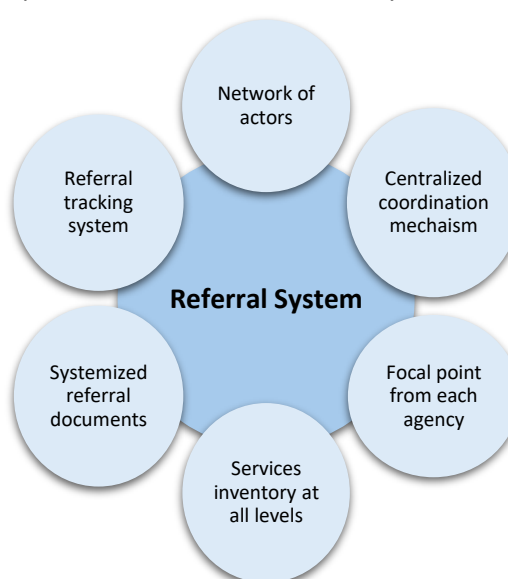 Network of
actors
Centralized
coordination
mechaism
Focal point
from each
agency
Services
inventory at
all levels
Systemized
referral
documents
Referral
tracking
system
Referral System